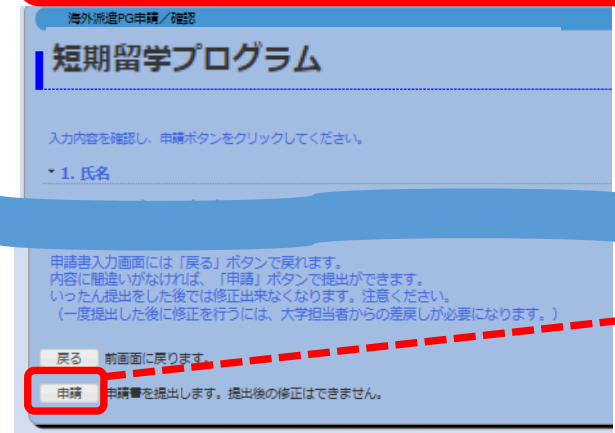 海外派遣PG申請／確認
短期留学プログラム
入力内容を確認し、申請ボタンをクリックしてください。
1. 氏名
申請書入力画面には「戻る」ボタンで戻れます。
内容に間違いがなければ、「申請」ボタンで提出ができます。
いったん提出をした後では修正出来なくなります。注意ください。
（一度提出した後に修正を行うには、大学担当者からの差戻しが必要になります。）
戻る 前画面に戻ります。
申請 申請書を提出します。提出後の修正はできません。